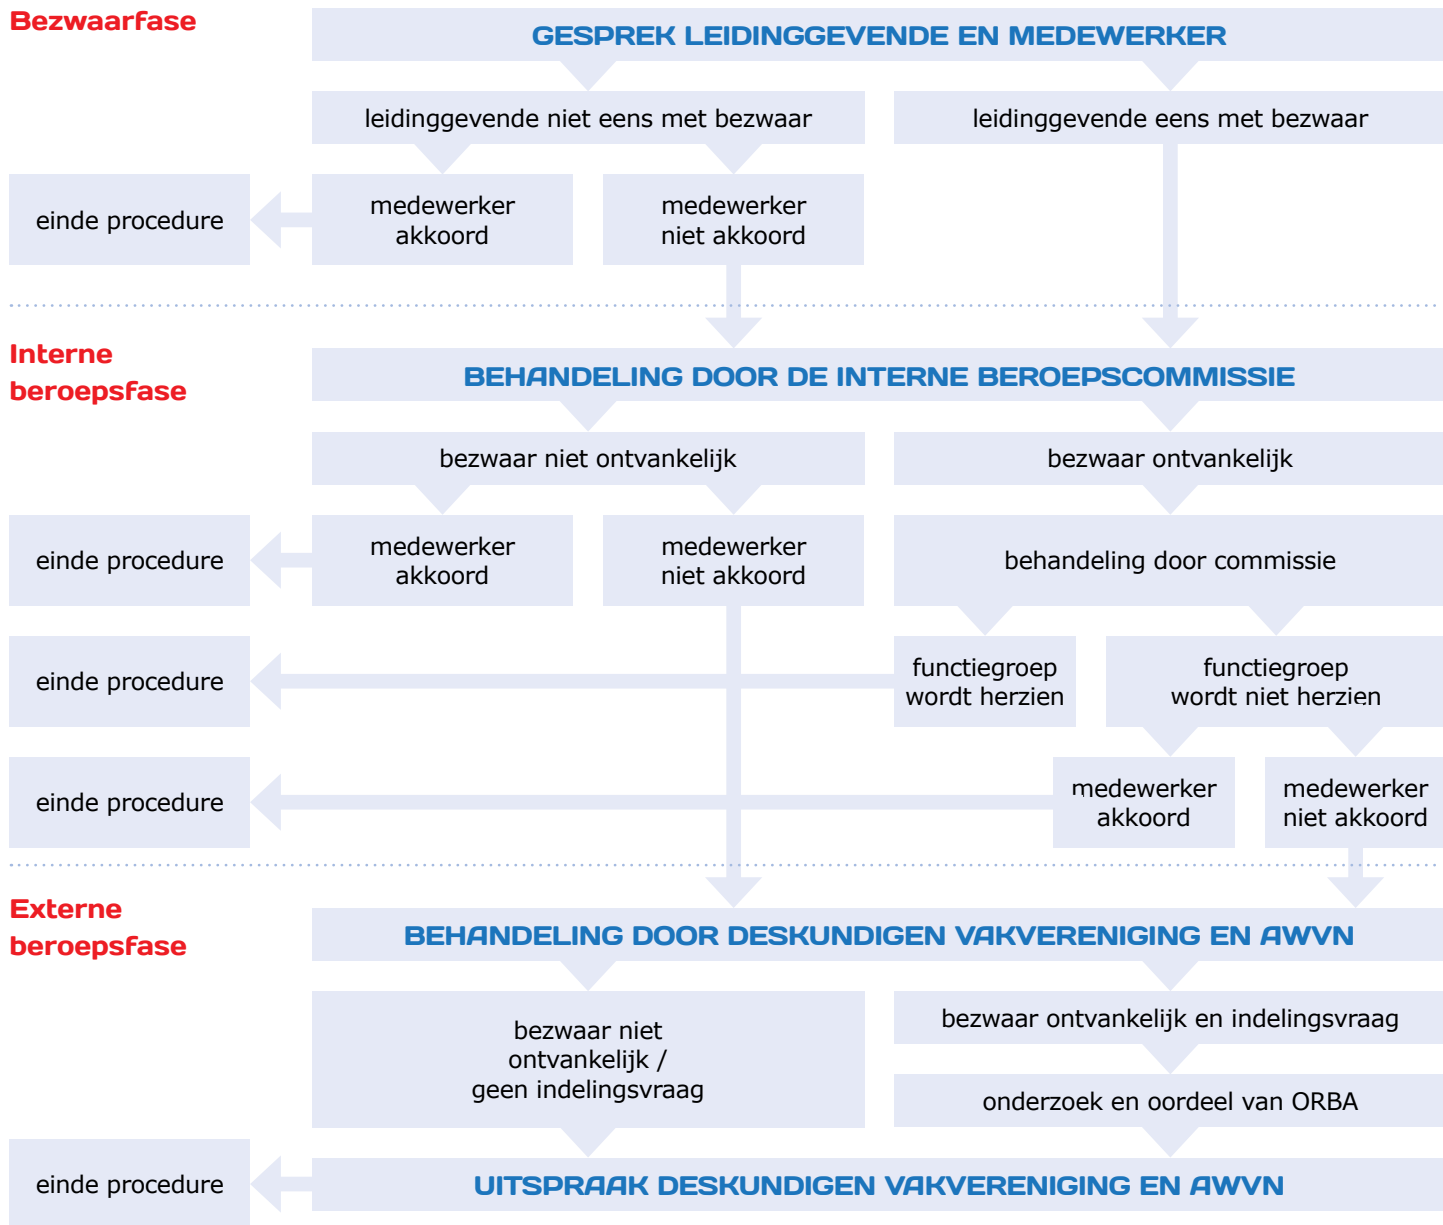 Bezwaarfase
GESPREK LEIDINGGEVENDE EN MEDEWERKER
leidinggevende niet eens met bezwaar
leidinggevende eens met bezwaar
einde procedure
medewerker
akkoord
medewerker
niet akkoord
Interne
beroepsfase
BEHANDELING DOOR DE INTERNE BEROEPSCOMMISSIE
bezwaar niet ontvankelijk
bezwaar ontvankelijk
einde procedure
medewerker
akkoord
medewerker
niet akkoord
behandeling door commissie
einde procedure
functiegroep
wordt herzien
functiegroep
wordt niet herzien
einde procedure
medewerker
akkoord
medewerker
niet akkoord
Externe
beroepsfase
BEHANDELING DOOR DESKUNDIGEN VAKVERENIGING EN AWVN
bezwaar niet
ontvankelijk /
geen indelingsvraag
bezwaar ontvankelijk en indelingsvraag
onderzoek en oordeel van ORBA
einde procedure
UITSPRAAK DESKUNDIGEN VAKVERENIGING EN AWVN